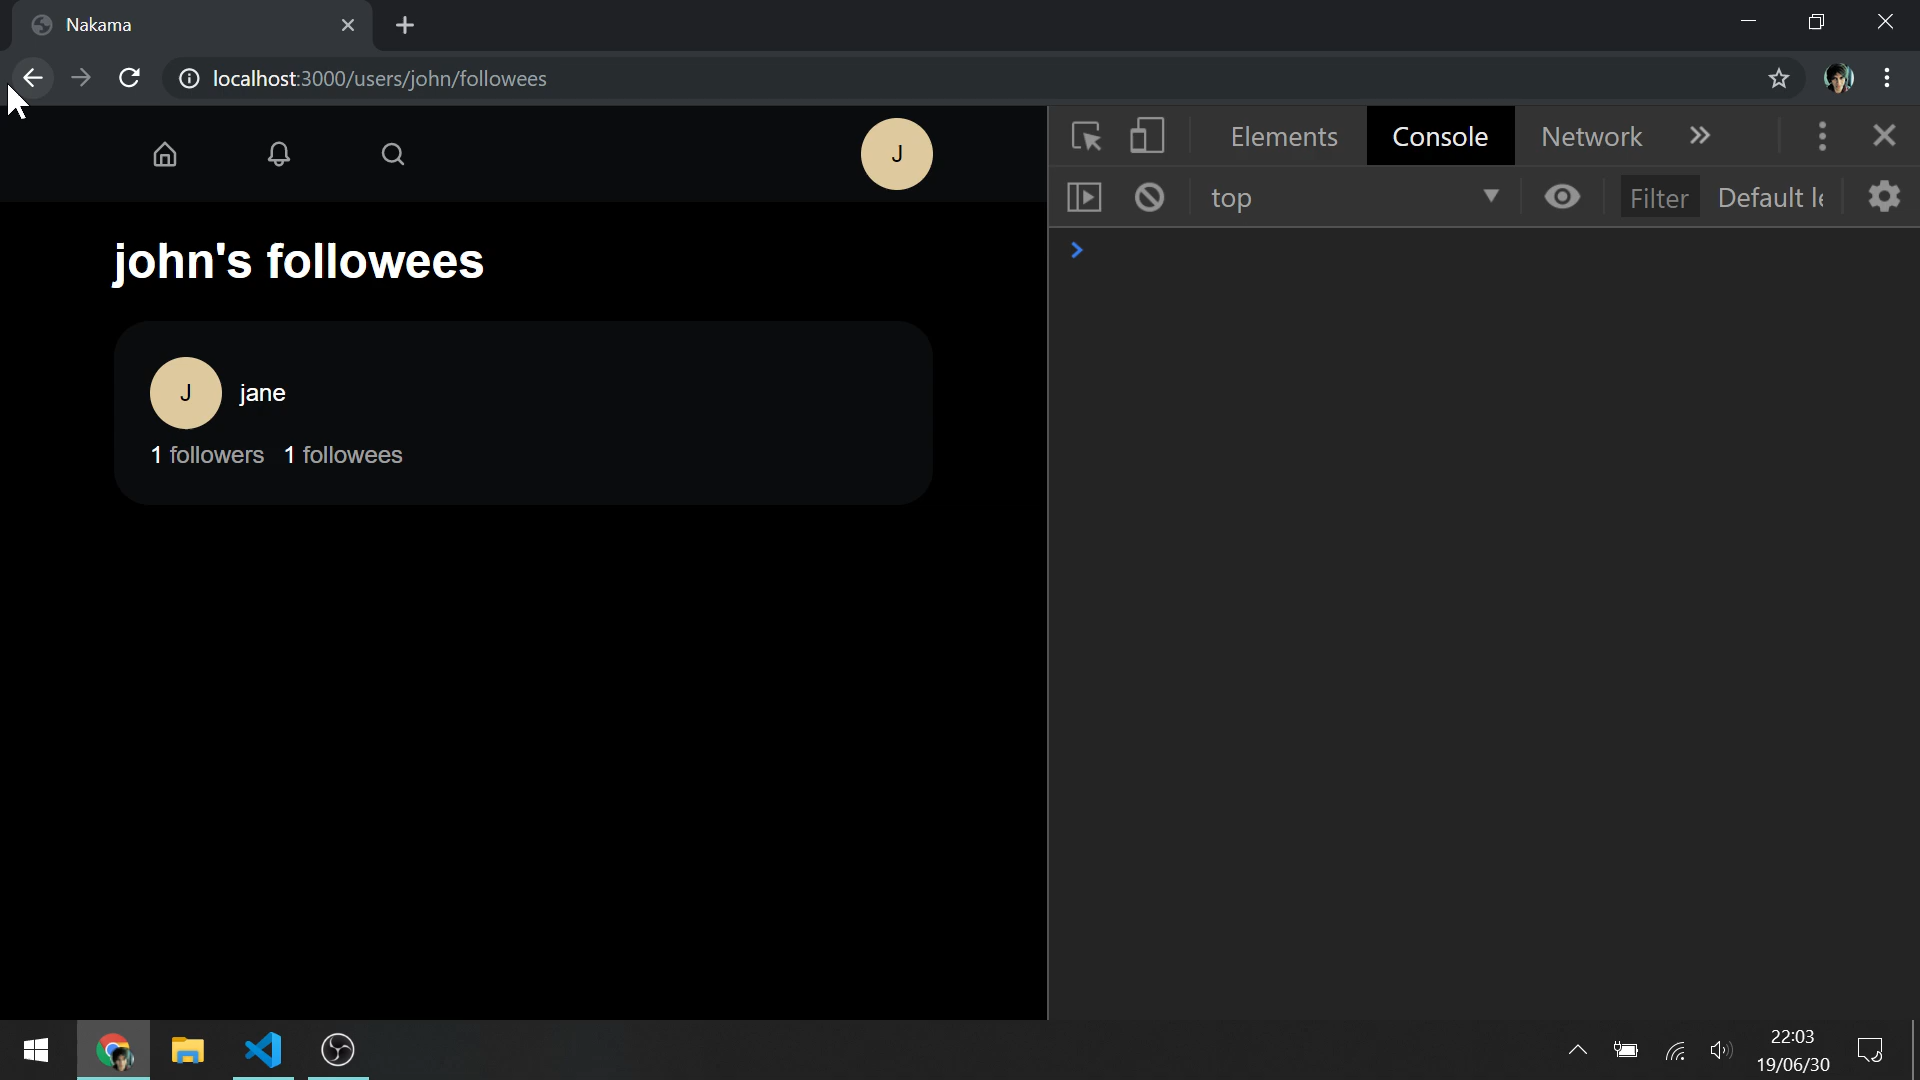 Nakama
localhost:3000/users/john/followees
J
Elements Console Network
top Filter Default le
john's followees
J jane
1 followers 1 followees
22:03
19/06/30